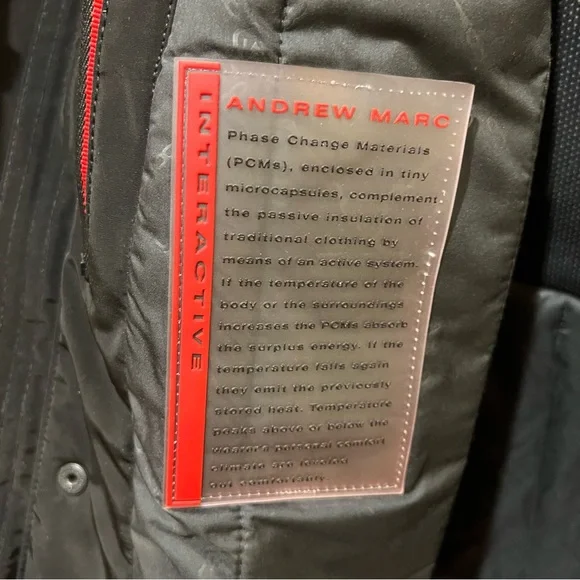 ANDREW MARC
INTERACTIVE
Phase Change Materials
(PCMs), enclosed in tiny
microcapsules, complement
the passive insulation of
traditional clothing by
means of an active system.
If the temperature of the
body or the surroundings
increases the PCMs absorb
the surplus energy. If the
temperature falls again
they emit the previously
stored heat. Temperature
peaks above or below the
wearer's personal comfort
climate are